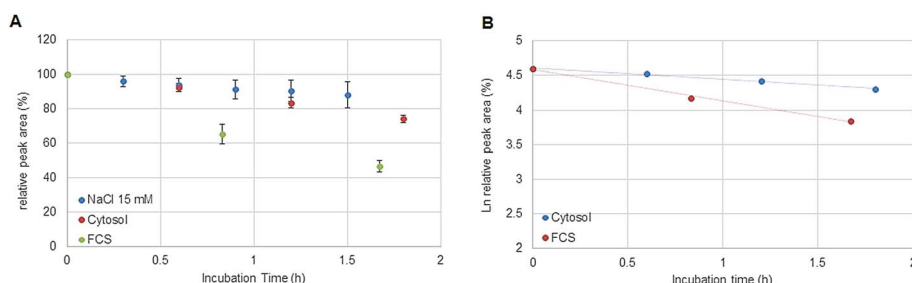 A
relative peak area (%)
120
100
80
60
40
20
0
NaCl 15 mM
Cytosol
FCS
0
0.5
1
1.5
2
Incubation Time (h)
B
Ln relative peak area (%)
5
4.5
4
3.5
3
2.5
2
Cytosol
FCS
0
0.5
1
1.5
2
Incubation time (h)